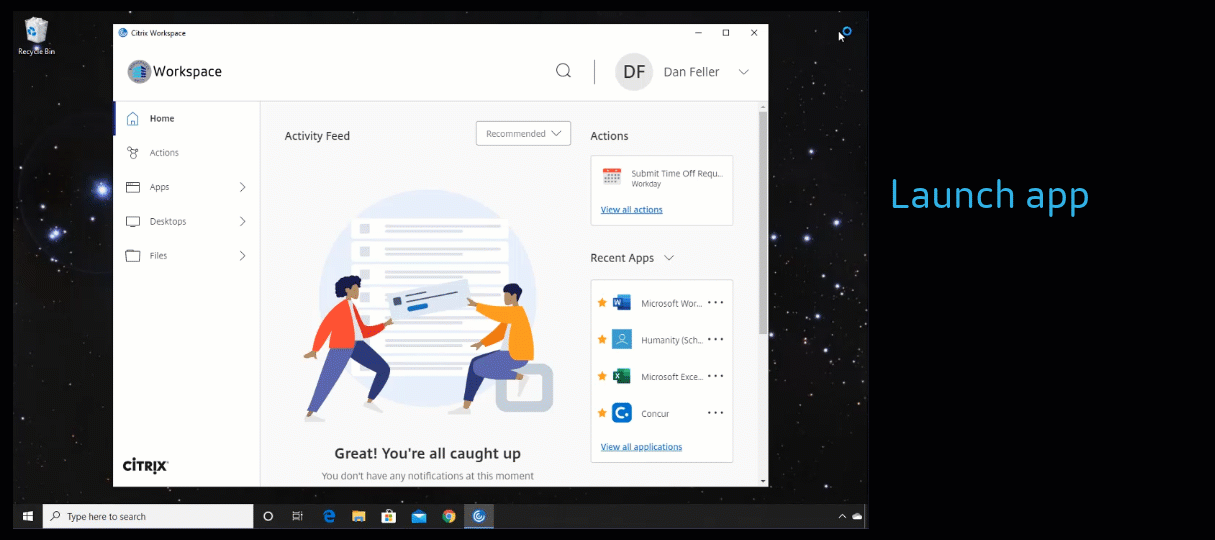 Recycle Bin
Citrix Workspace
Workspace
DF
Dan Feller
Home
Actions
Apps
Desktops
Files
citrix
Activity Feed
Recommended
Great! You're all caught up
You don't have any notifications at this moment
Actions
Submit Time Off Requ...
Workday
View all actions
Recent Apps
Microsoft Wor...
Humanity (Sch...
Microsoft Exce...
Concur
View all applications
Type here to search
Launch app